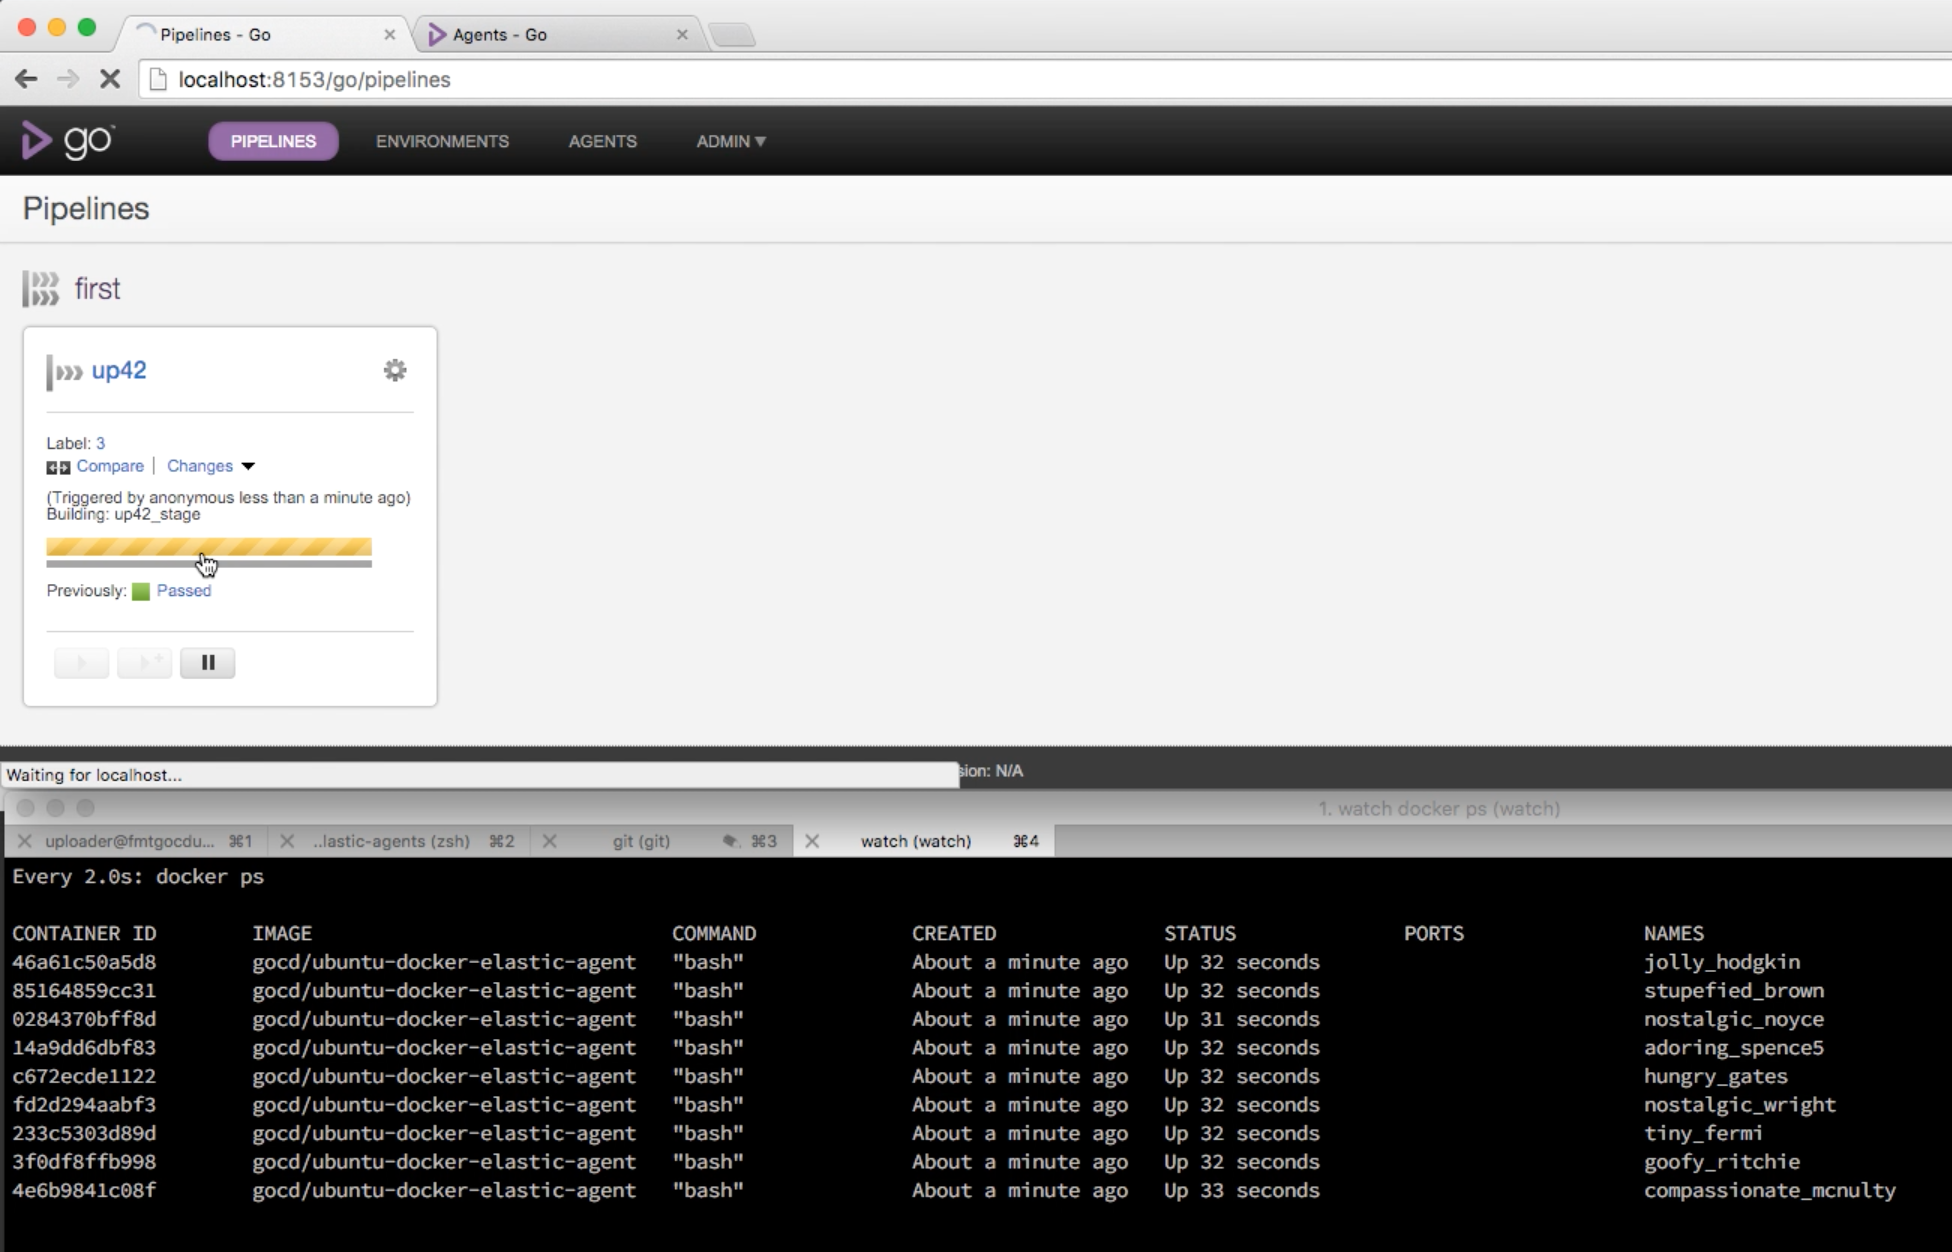 Pipelines - Go
Agents - Go
localhost:8153/go/pipelines
go™ PIPELINES ENVIRONMENTS AGENTS ADMIN ▼
Pipelines
first
up42
Label: 3
Compare | Changes
(Triggered by anonymous less than a minute ago)
Building: up42_stage
Previously: Passed
Waiting for localhost...
sion: N/A
1. watch docker ps (watch)
uploader@fmtgocdu... ⌘1 ..lastic-agents (zsh) ⌘2 git (git) ⌘3 watch (watch) ⌘4
Every 2.0s: docker ps
CONTAINER ID IMAGE COMMAND CREATED STATUS PORTS NAMES
46a61c50a5d8 gocd/ubuntu-docker-elastic-agent "bash" About a minute ago Up 32 seconds jolly_hodgkin
85164859cc31 gocd/ubuntu-docker-elastic-agent "bash" About a minute ago Up 32 seconds stupefied_brown
0284370bff8d gocd/ubuntu-docker-elastic-agent "bash" About a minute ago Up 31 seconds nostalgic_noyce
14a9dd6dbf83 gocd/ubuntu-docker-elastic-agent "bash" About a minute ago Up 32 seconds adoring_spence5
c672ecde1122 gocd/ubuntu-docker-elastic-agent "bash" About a minute ago Up 32 seconds hungry_gates
fd2d294aabf3 gocd/ubuntu-docker-elastic-agent "bash" About a minute ago Up 32 seconds nostalgic_wright
233c5303d89d gocd/ubuntu-docker-elastic-agent "bash" About a minute ago Up 32 seconds tiny_fermi
3f0df8ffb998 gocd/ubuntu-docker-elastic-agent "bash" About a minute ago Up 32 seconds goofy_ritchie
4e6b9841c08f gocd/ubuntu-docker-elastic-agent "bash" About a minute ago Up 33 seconds compassionate_mcnulty